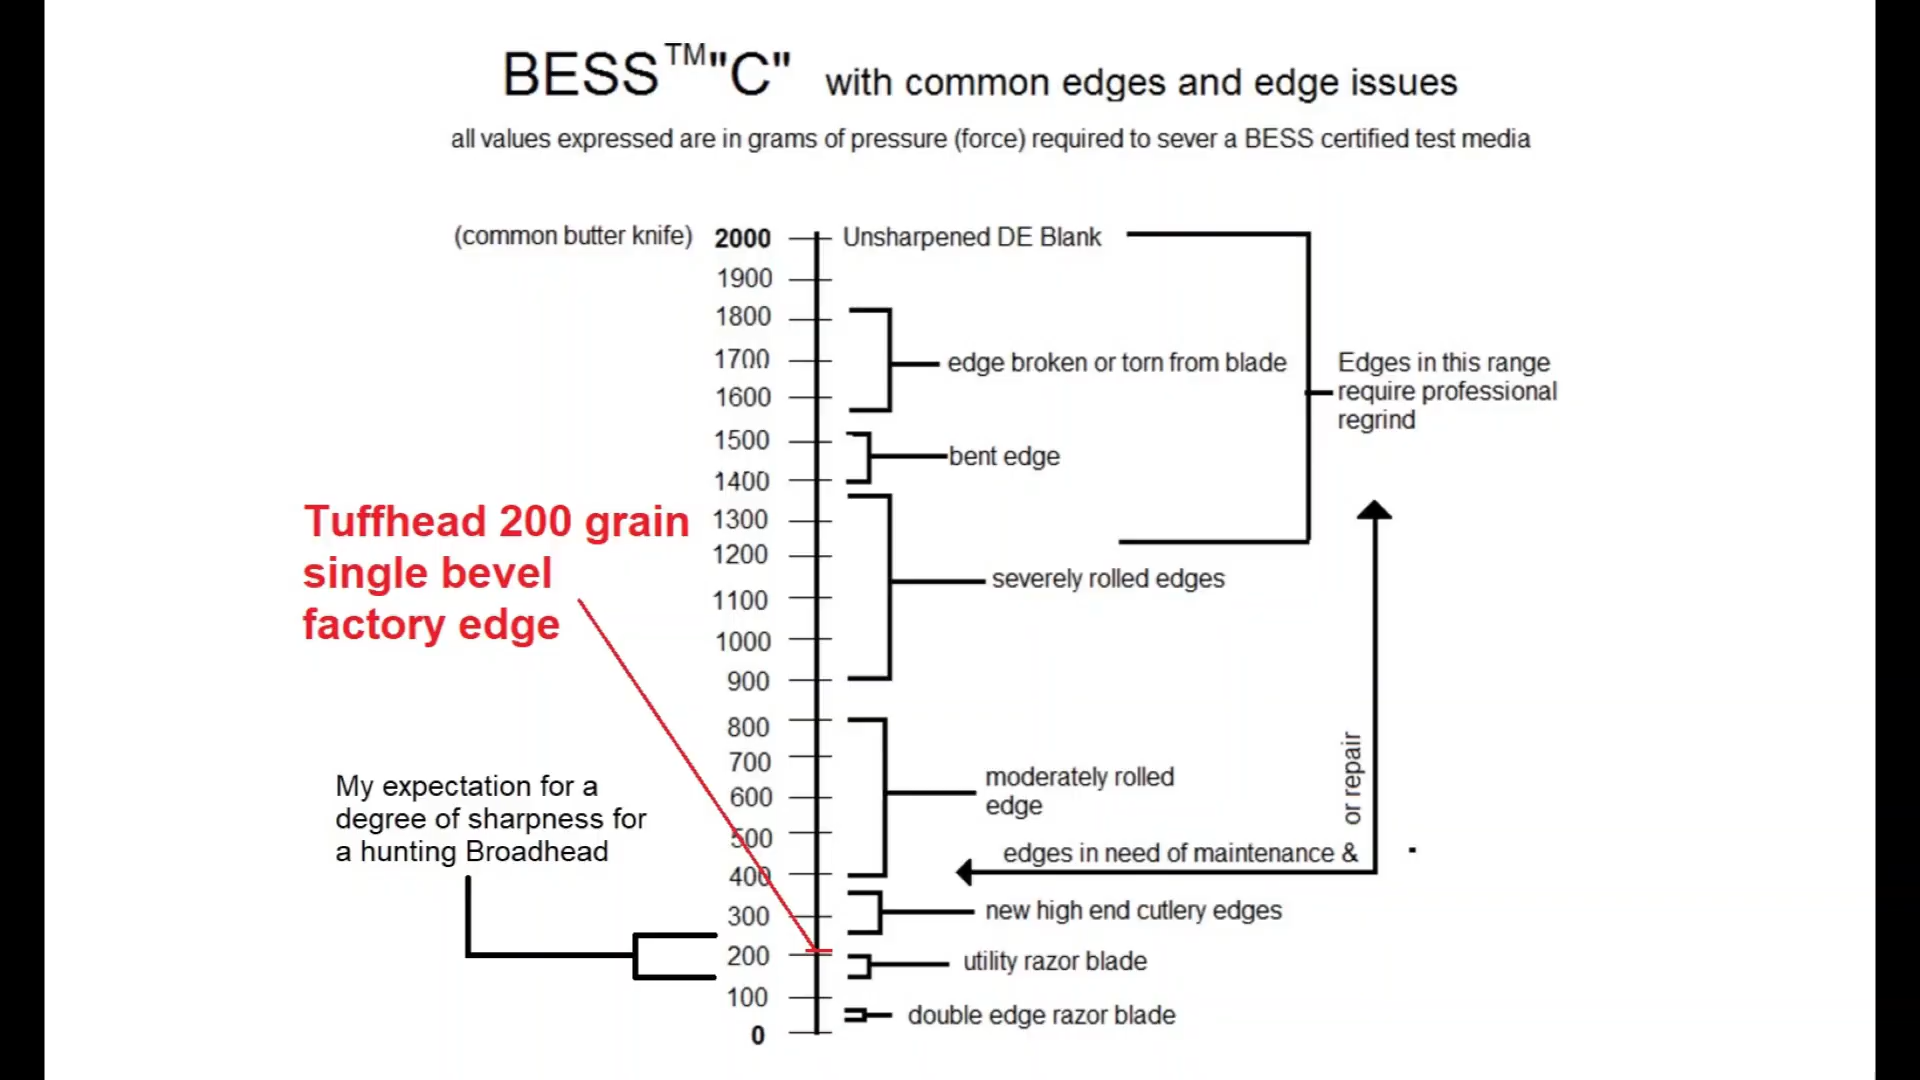 BESS™"C" with common edges and edge issues
all values expressed are in grams of pressure (force) required to sever a BESS certified test media
(common butter knife) 2000 Unsharpened DE Blank
1900
1800
1700
1600
1500
1400
1300
1200
1100
1000
900
800
700
600
500
400
300
200
100
0
edge broken or torn from blade
Edges in this range
require professional
regrind
bent edge
Tuffhead 200 grain
single bevel
factory edge
severely rolled edges
My expectation for a
degree of sharpness for
a hunting Broadhead
moderately rolled
edge
or repair
edges in need of maintenance &
new high end cutlery edges
utility razor blade
double edge razor blade